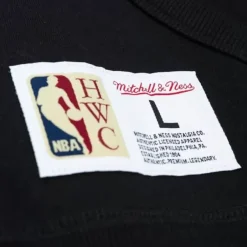 NBA
HWC
Mitchell & Ness
L
MITCHELL & NESS NOSTALGIA CO.
AUTHENTIC LICENSED APPAREL
DESIGNED IN PHILADELPHIA, PA.
ESTABLISHED 1904
AUTHENTIC. PREMIUM. LEGENDARY.